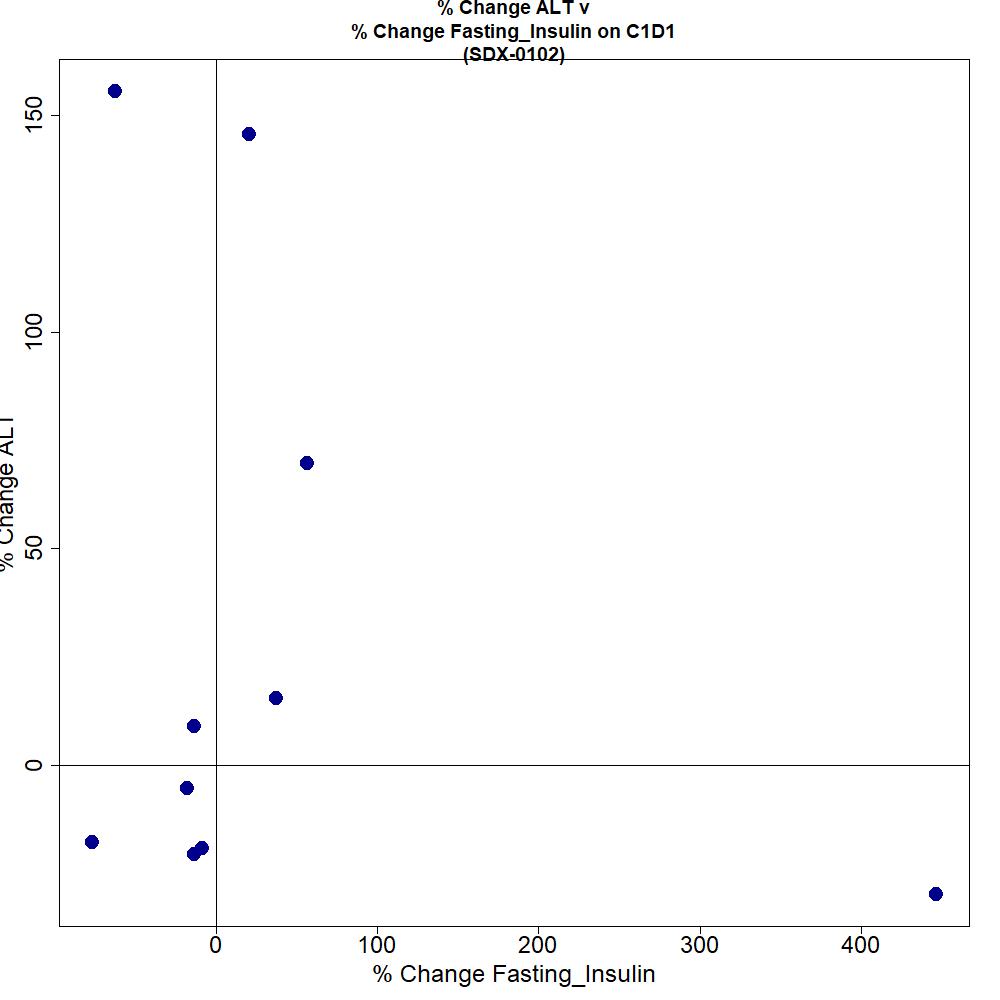 % Change ALT v
% Change Fasting_Insulin on C1D1
(SDX-0102)
150
100
50
0
% Change ALT
0 100 200 300 400
% Change Fasting_Insulin